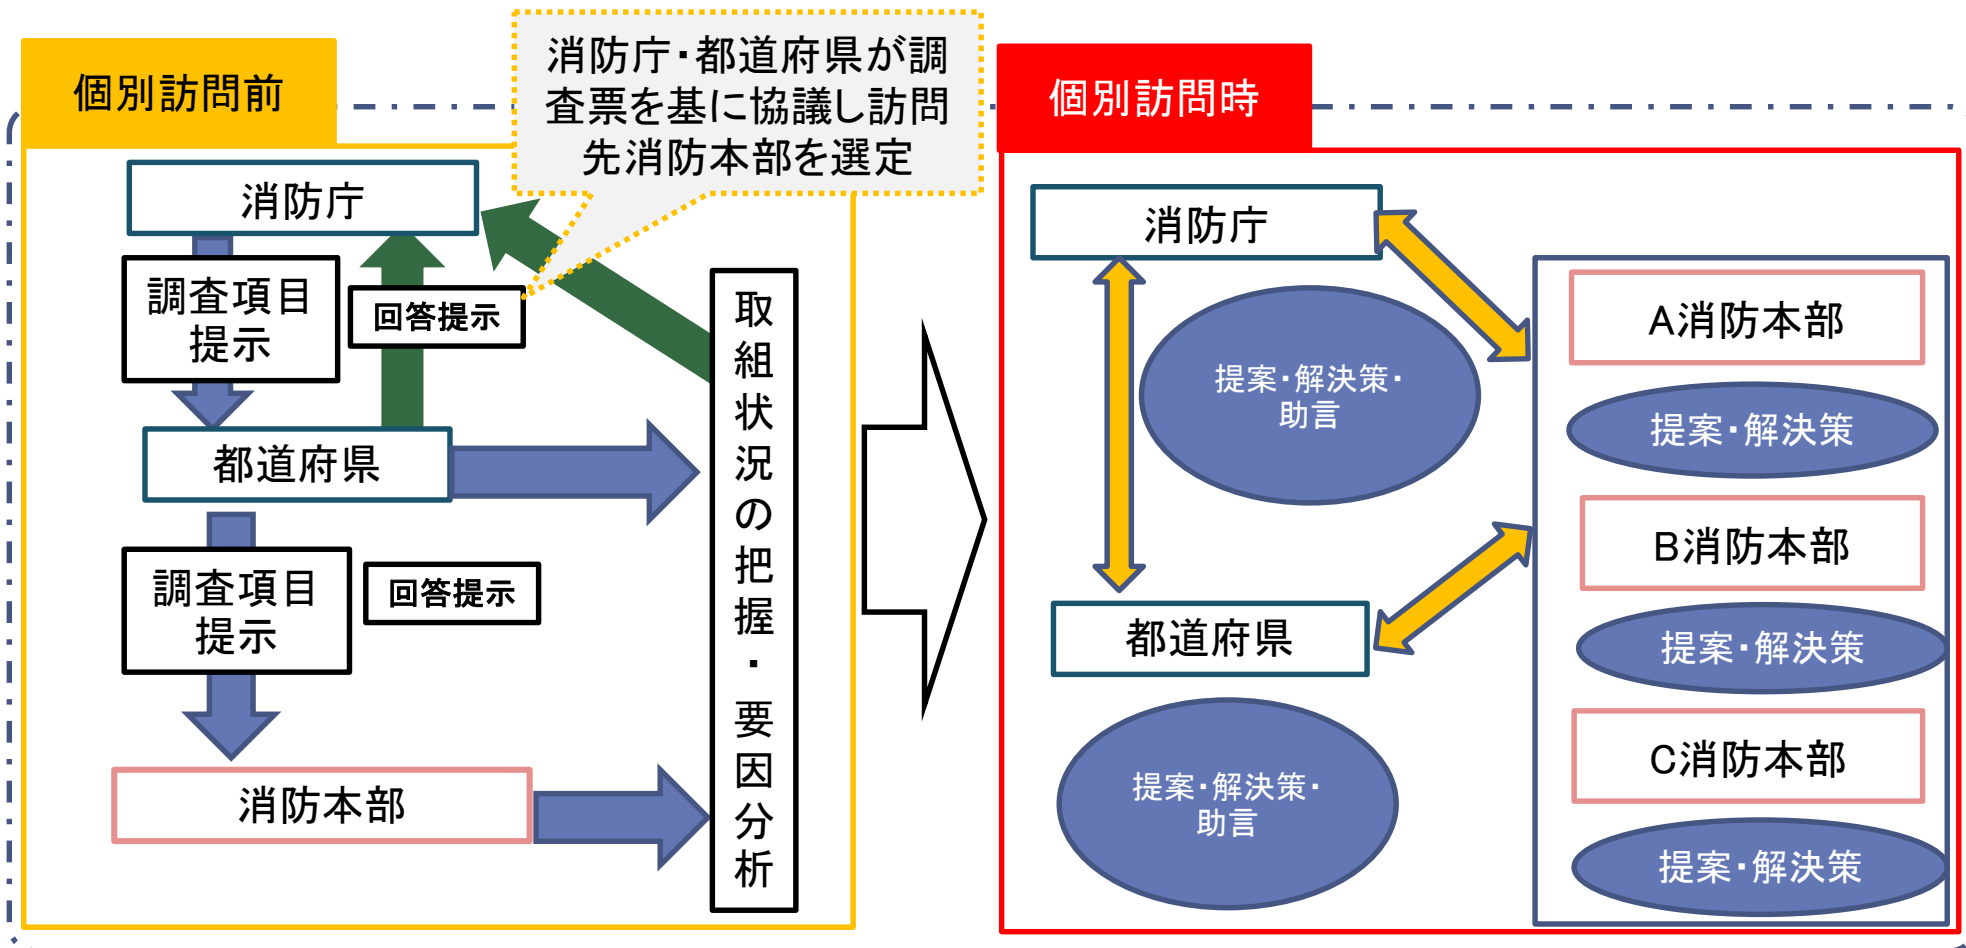 個別訪問前
消防庁・都道府県が調
査票を基に協議し訪問
先消防本部を選定
消防庁
調査項目
提示
回答提示
都道府県
調査項目
提示
回答提示
消防本部
取組状況の把握・要因分析
個別訪問時
消防庁
提案・解決策・
助言
都道府県
提案・解決策・
助言
A消防本部
提案・解決策
B消防本部
提案・解決策
C消防本部
提案・解決策